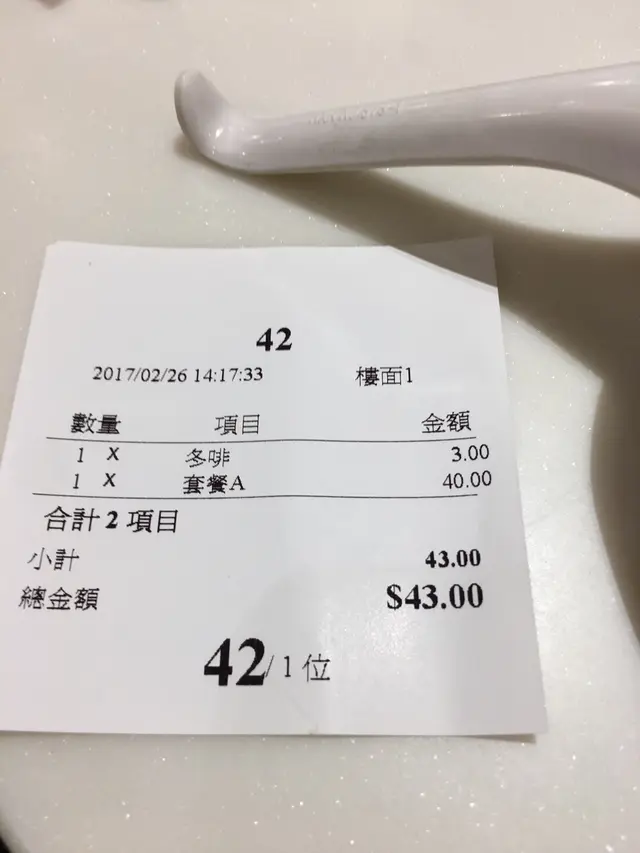 42
2017/02/26 14:17:33 樓面1
數量 項目 金額
1 X 冬啡 3.00
1 X 套餐A 40.00
合計 2 項目
小計 43.00
總金額 $43.00
42/ 1 位